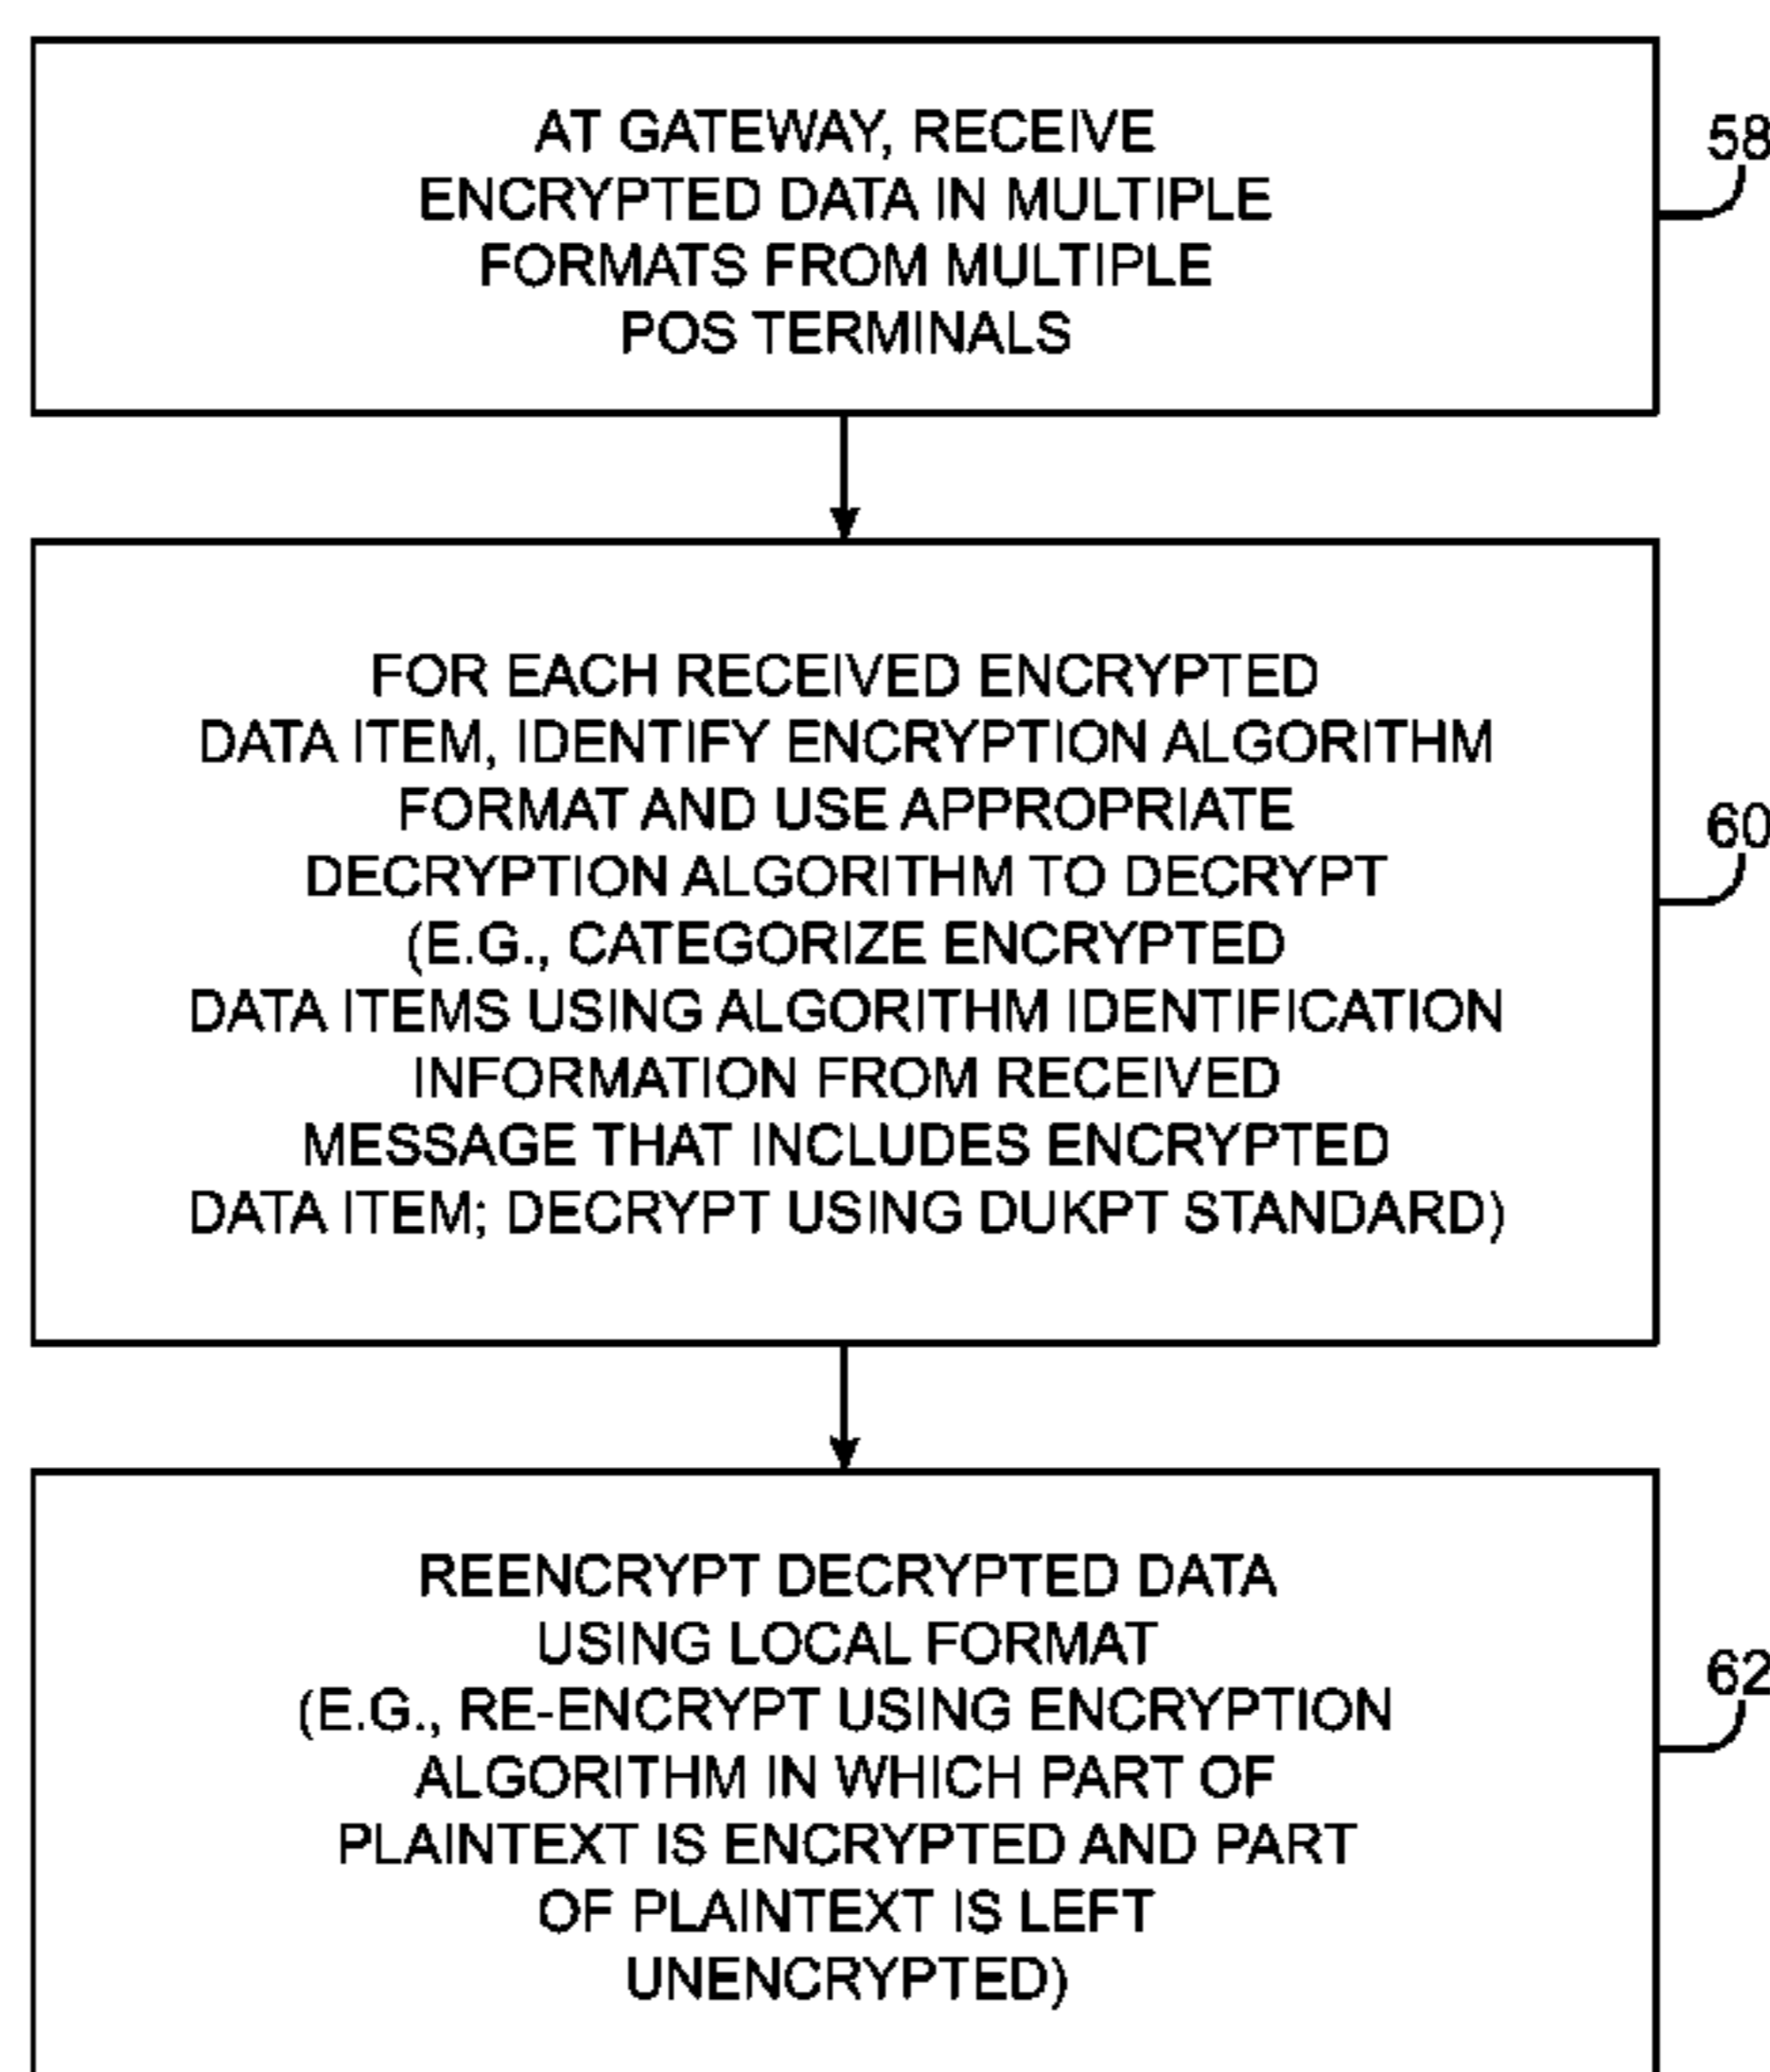 AT GATEWAY, RECEIVE
ENCRYPTED DATA IN MULTIPLE
FORMATS FROM MULTIPLE
POS TERMINALS
58
FOR EACH RECEIVED ENCRYPTED
DATA ITEM, IDENTIFY ENCRYPTION ALGORITHM
FORMAT AND USE APPROPRIATE
DECRYPTION ALGORITHM TO DECRYPT
(E.G., CATEGORIZE ENCRYPTED
DATA ITEMS USING ALGORITHM IDENTIFICATION
INFORMATION FROM RECEIVED
MESSAGE THAT INCLUDES ENCRYPTED
DATA ITEM; DECRYPT USING DUKPT STANDARD)
60
REENCRYPT DECRYPTED DATA
USING LOCAL FORMAT
(E.G., RE-ENCRYPT USING ENCRYPTION
ALGORITHM IN WHICH PART OF
PLAINTEXT IS ENCRYPTED AND PART
OF PLAINTEXT IS LEFT
UNENCRYPTED)
62